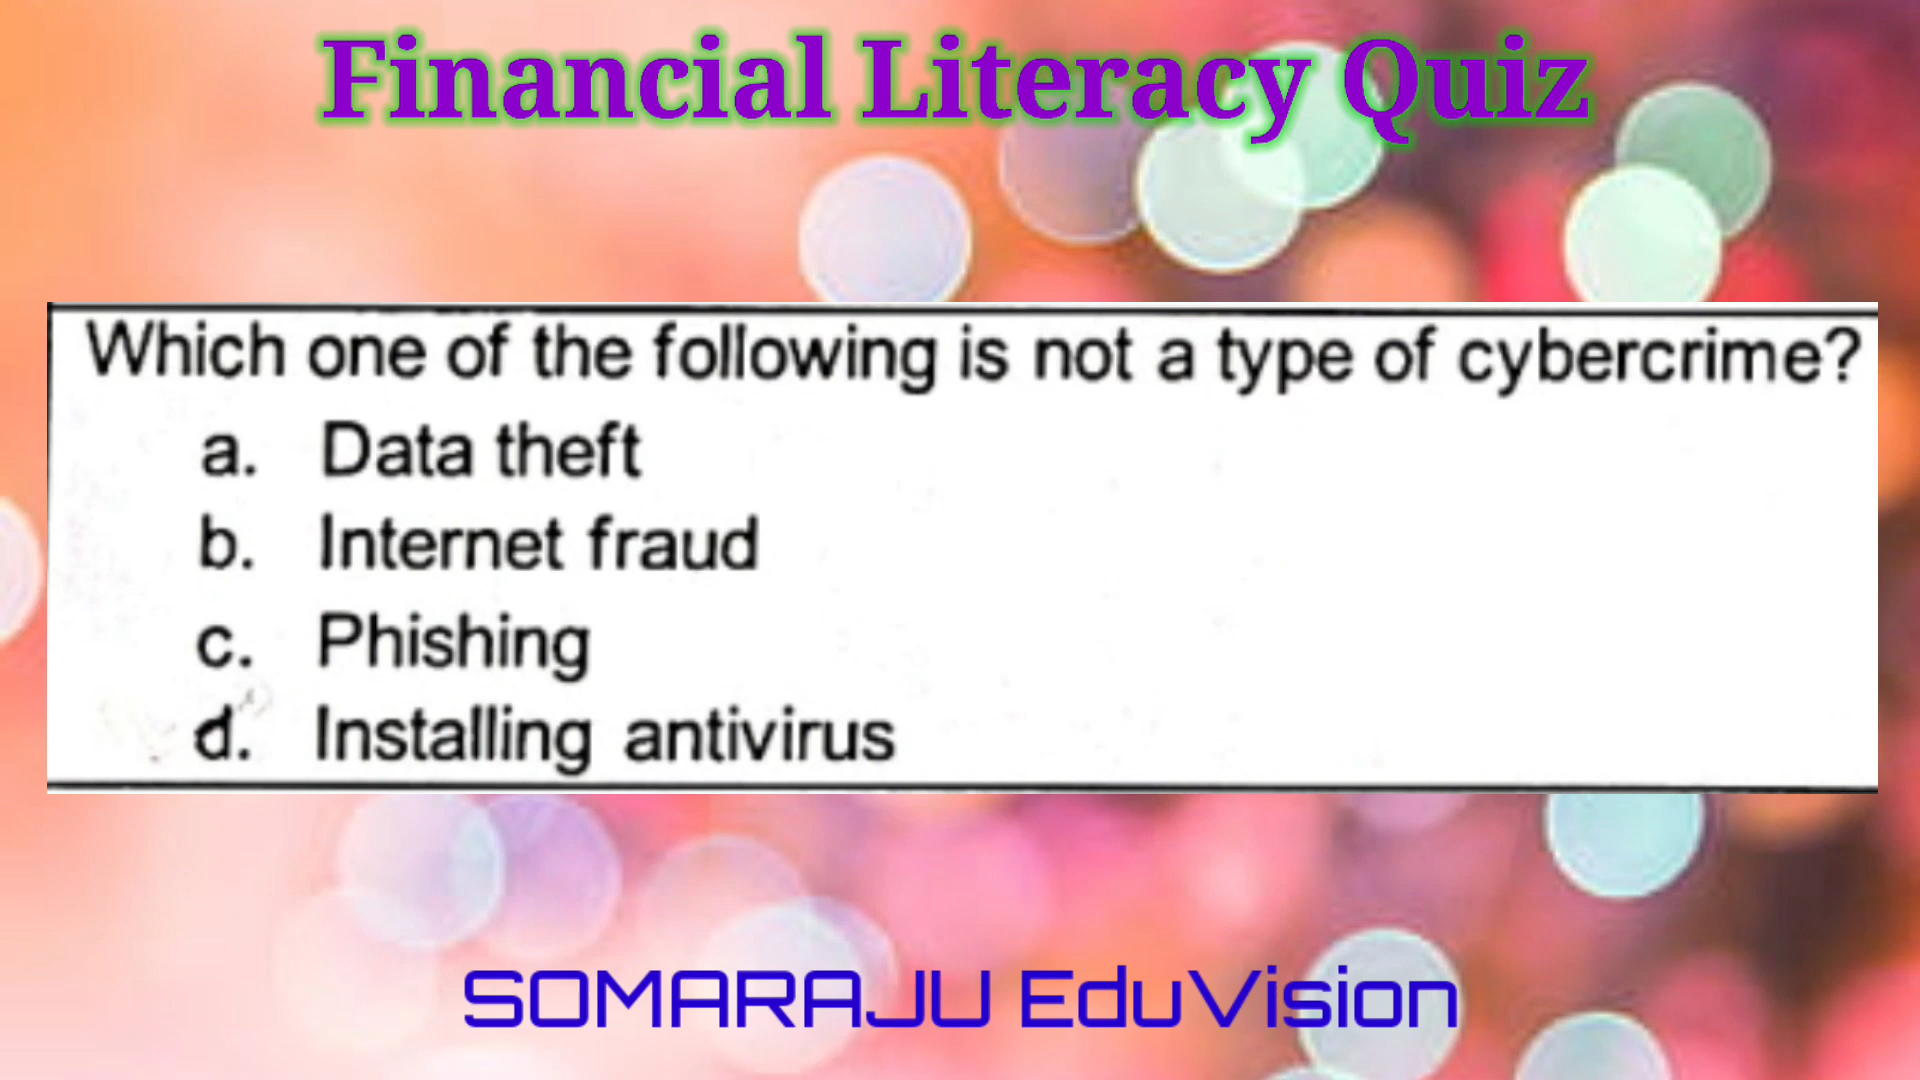 Financial Literacy Quiz
Which one of the following is not a type of cybercrime?
a. Data theft
b. Internet fraud
c. Phishing
d. Installing antivirus
SOMARAJU EduVision